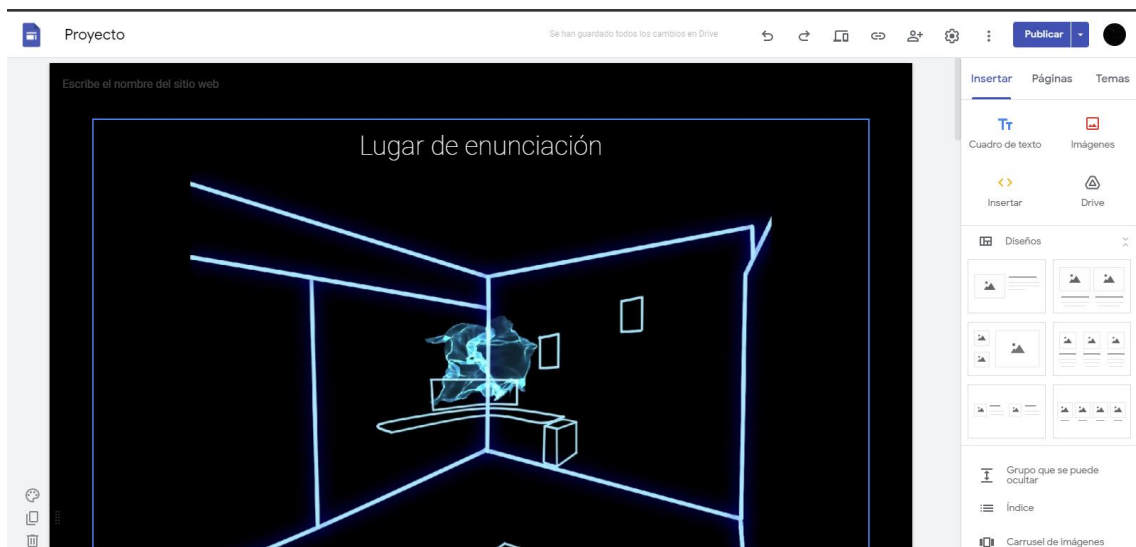 Proyecto
Se han guardado todos los cambios en Drive
Publicar
Escribe el nombre del sitio web
Lugar de enunciación
Insertar Páginas Temas
Cuadro de texto Imágenes
Insertar Drive
Diseños
Grupo que se puede
ocultar
Índice
Carrusel de imágenes